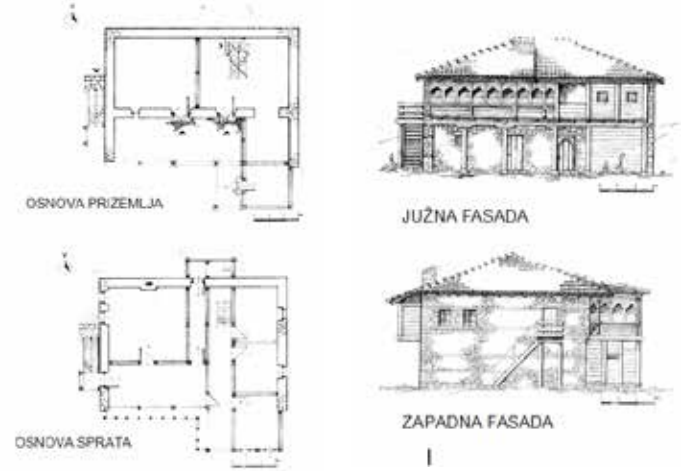 OSNOVA PRIZEMLJA
JUŽNA FASADA
OSNOVA SPRATA
ZAPADNA FASADA